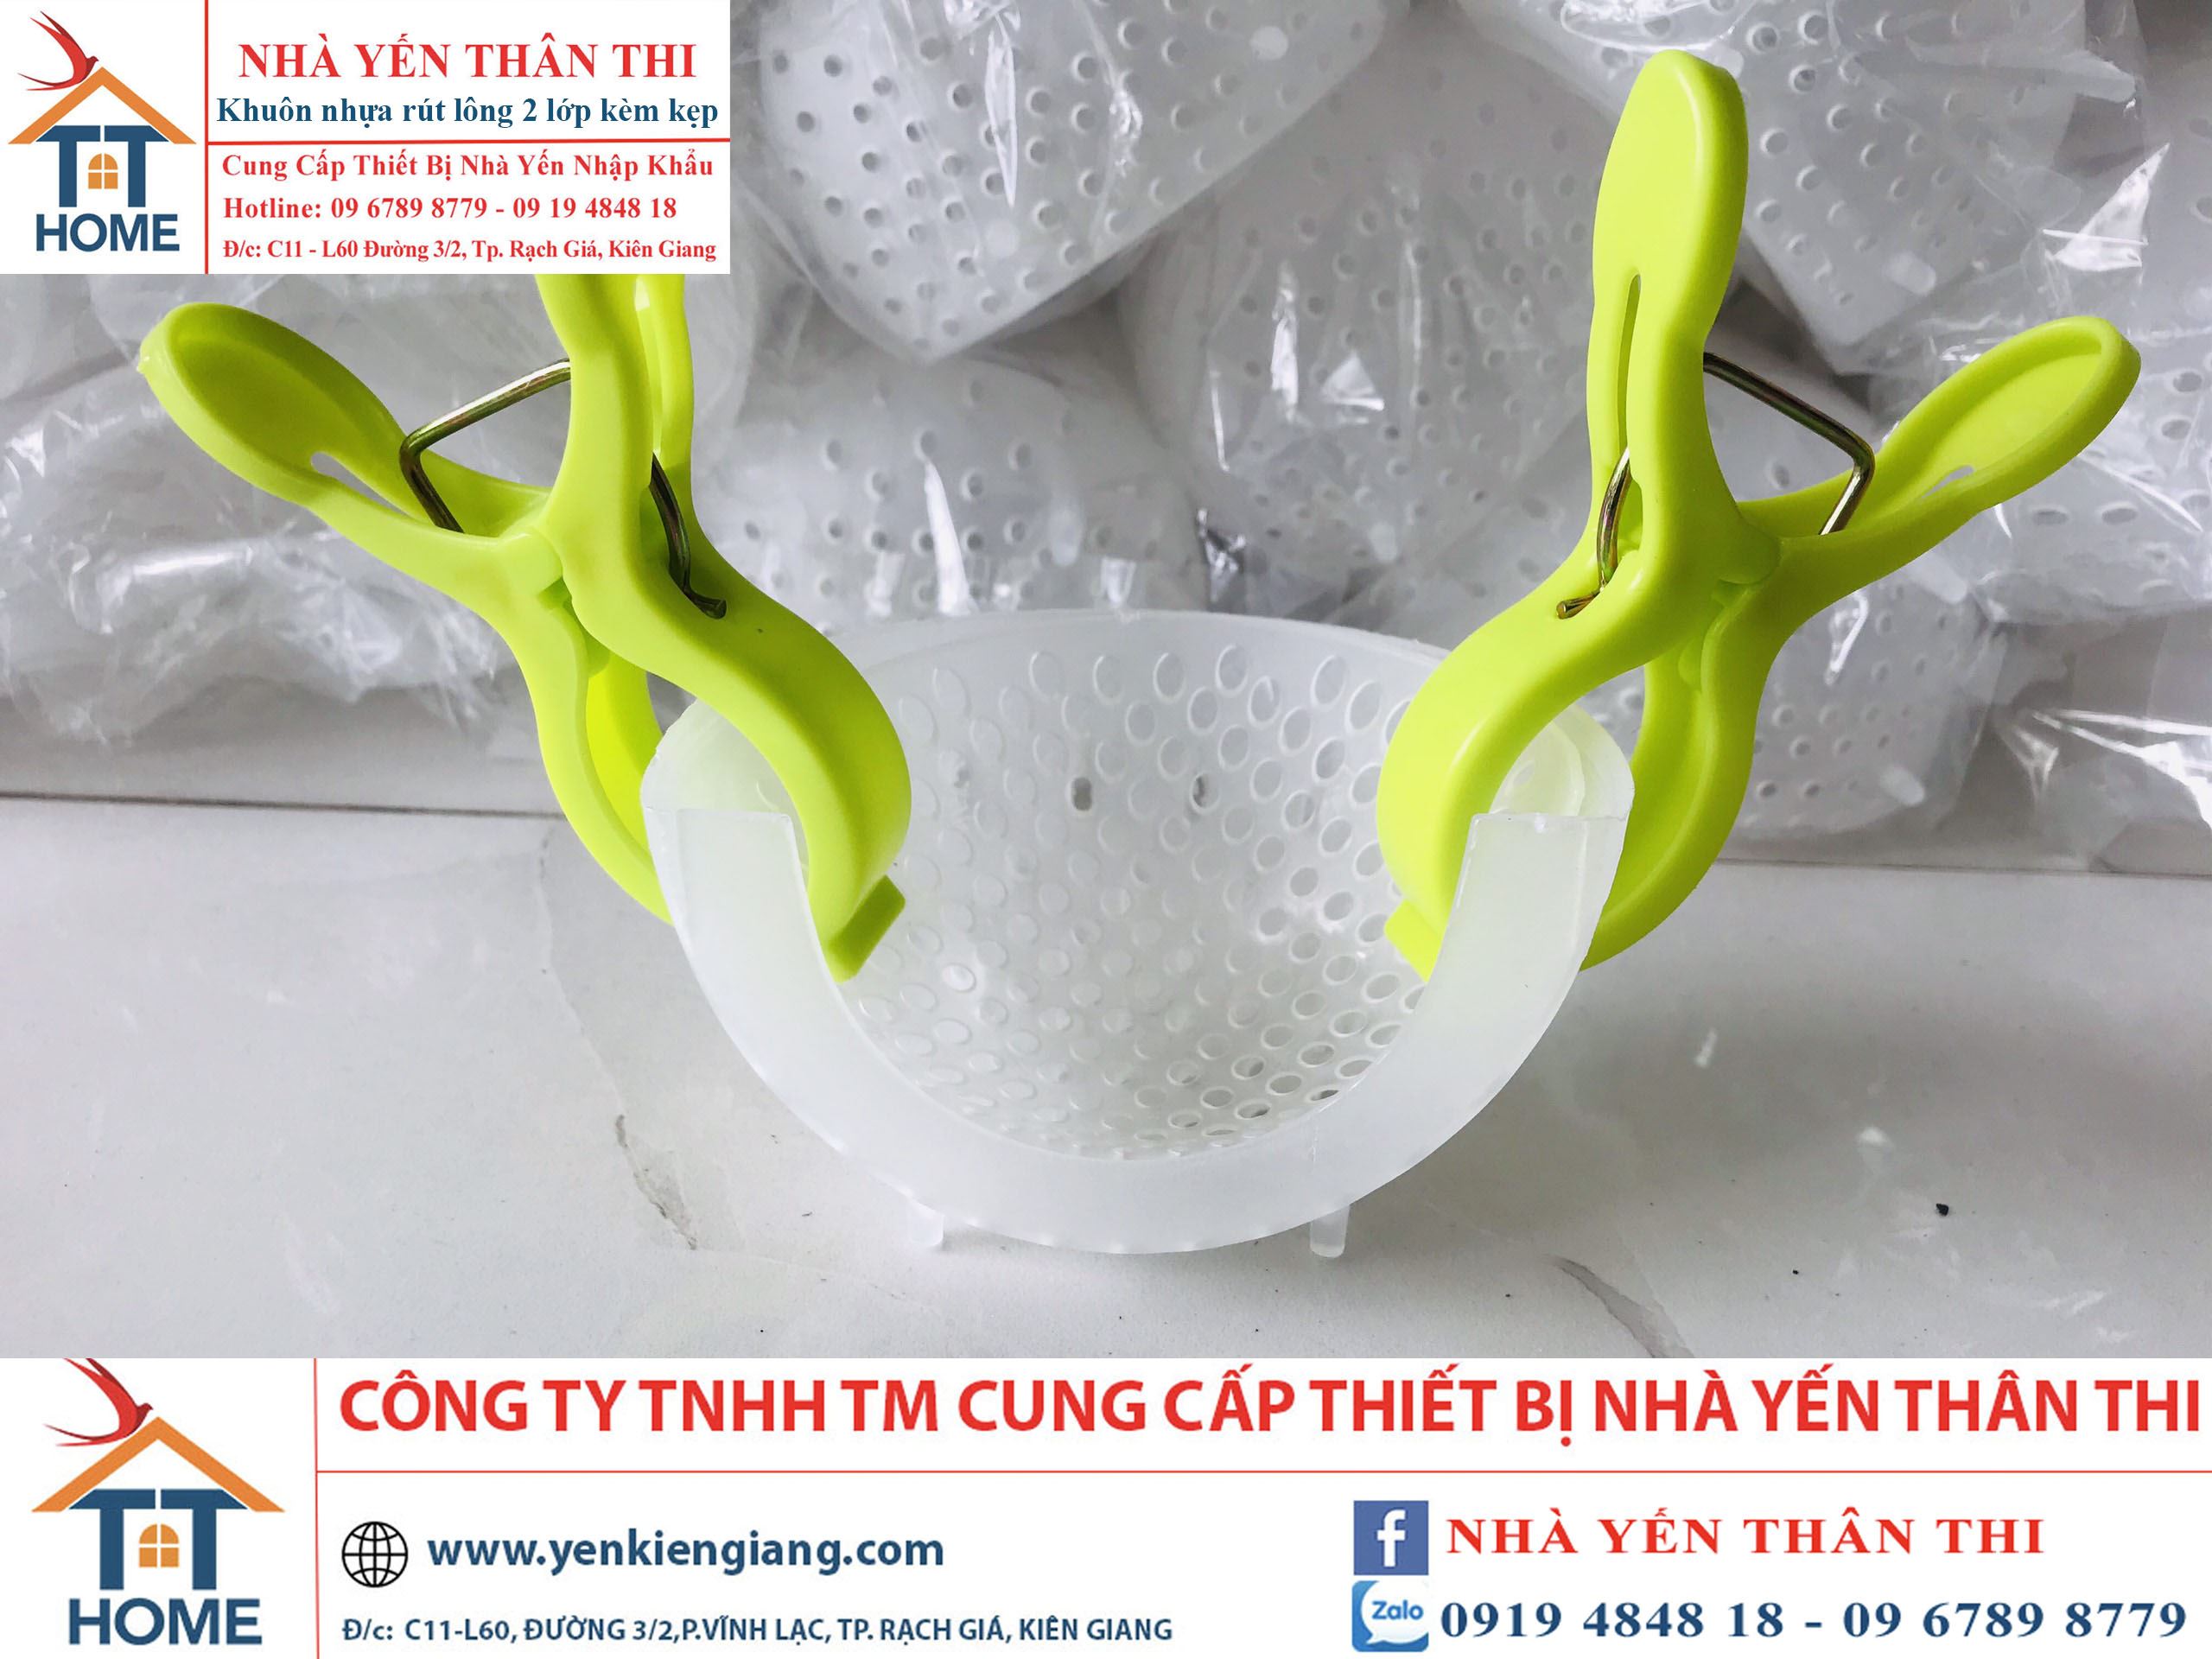 NHÀ YẾN THÂN THI
Khuôn nhựa rút lông 2 lớp kèm kẹp
Cung Cấp Thiết Bị Nhà Yến Nhập Khẩu
Hotline: 09 6789 8779 - 09 19 4848 18
Đ/c: C11 - L60 Đường 3/2, Tp. Rạch Giá, Kiên Giang
TT
HOME
CÔNG TY TNHH TM CUNG CẤP THIẾT BỊ NHÀ YẾN THÂN THI
TT
HOME
www.yenkiengiang.com
Đ/c: C11-L60, ĐƯỜNG 3/2,P.VĨNH LẠC, TP. RẠCH GIÁ, KIÊN GIANG
f NHÀ YẾN THÂN THI
Zalo 0919 4848 18 - 09 6789 8779